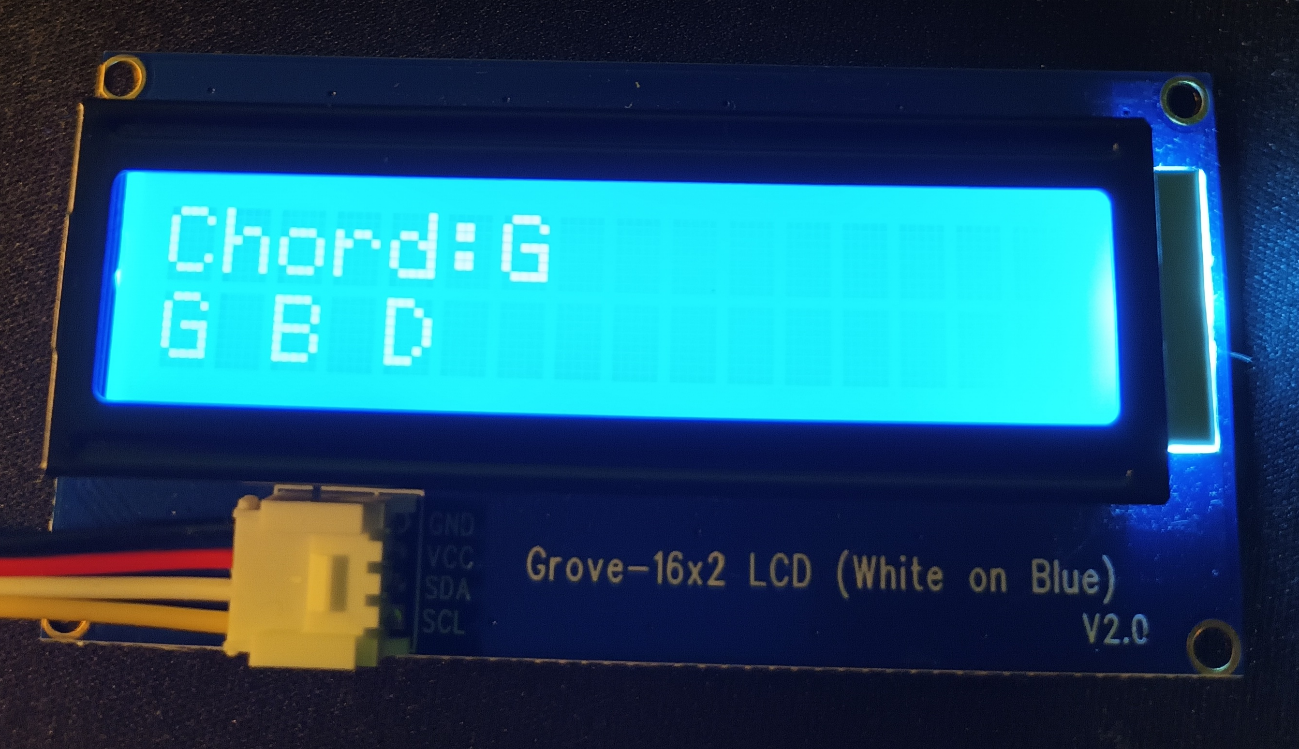 Chord:G
G B D
GND
VCC
SDA
SCL
Grove-16x2 LCD (White on Blue)
V2.0